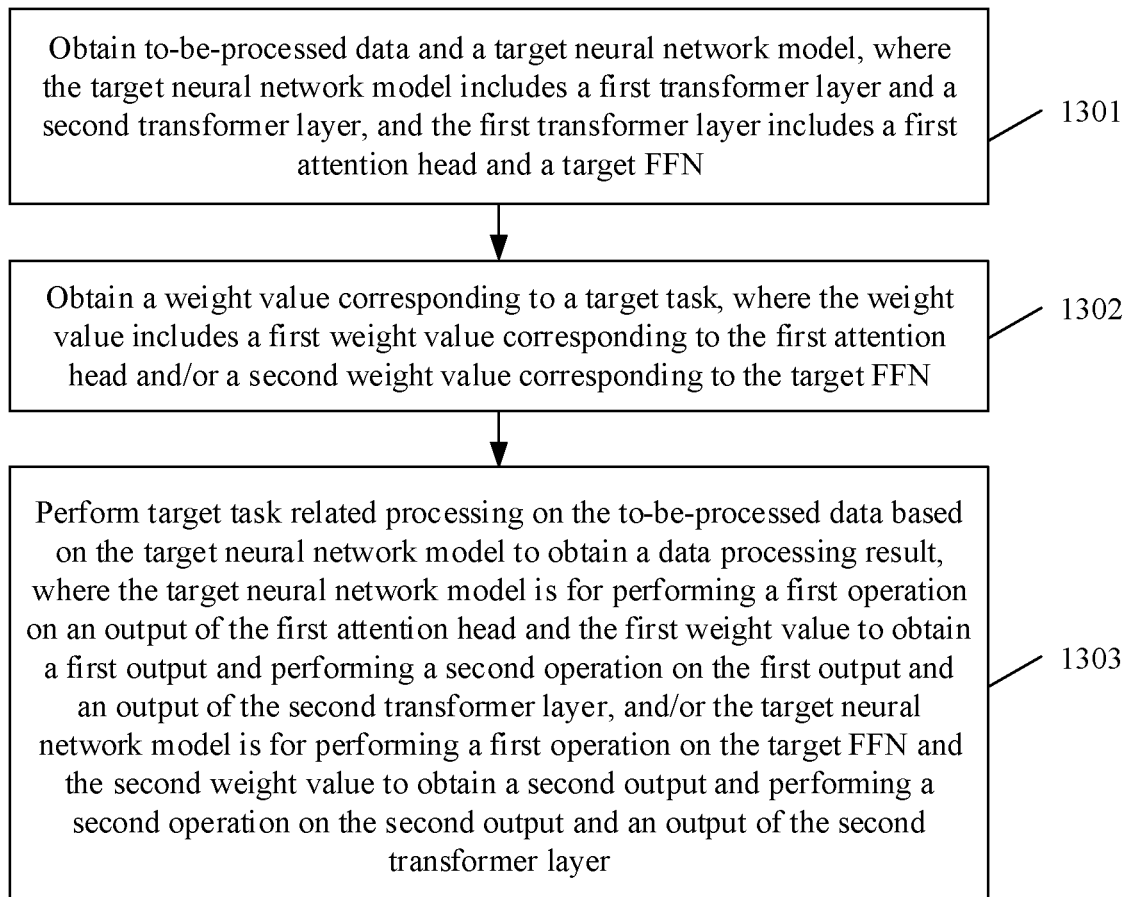 Obtain to-be-processed data and a target neural network model, where
the target neural network model includes a first transformer layer and a
second transformer layer, and the first transformer layer includes a first
attention head and a target FFN
1301
Obtain a weight value corresponding to a target task, where the weight
value includes a first weight value corresponding to the first attention
head and/or a second weight value corresponding to the target FFN
1302
Perform target task related processing on the to-be-processed data based
on the target neural network model to obtain a data processing result,
where the target neural network model is for performing a first operation
on an output of the first attention head and the first weight value to obtain
a first output and performing a second operation on the first output and
an output of the second transformer layer, and/or the target neural
network model is for performing a first operation on the target FFN and
the second weight value to obtain a second output and performing a
second operation on the second output and an output of the second
transformer layer
1303